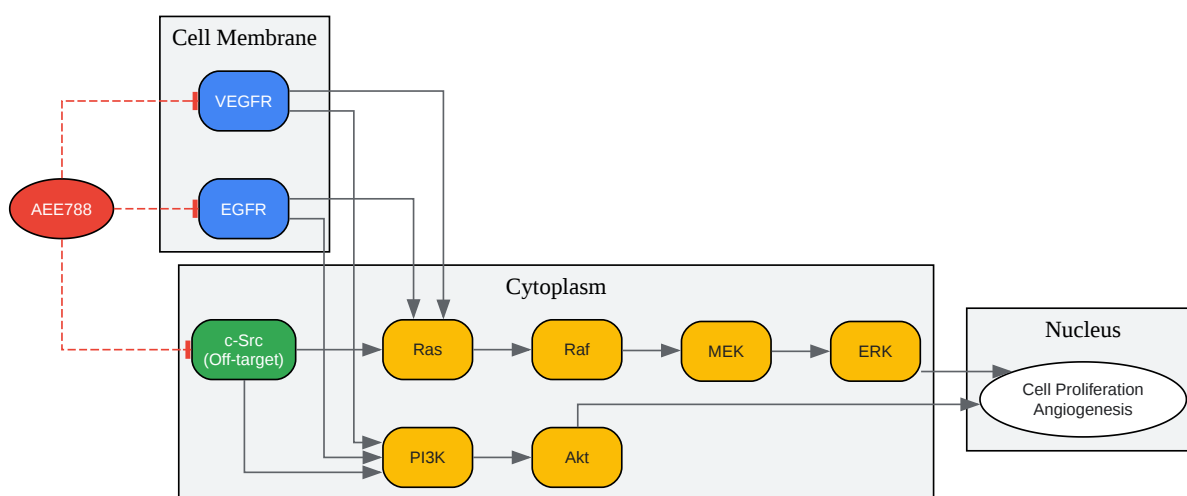 Cell Membrane
VEGFR
AEE788
EGFR
Cytoplasm
c-Src
(Off-target)
Ras
Raf
MEK
ERK
Nucleus
Cell Proliferation
Angiogenesis
PI3K
Akt